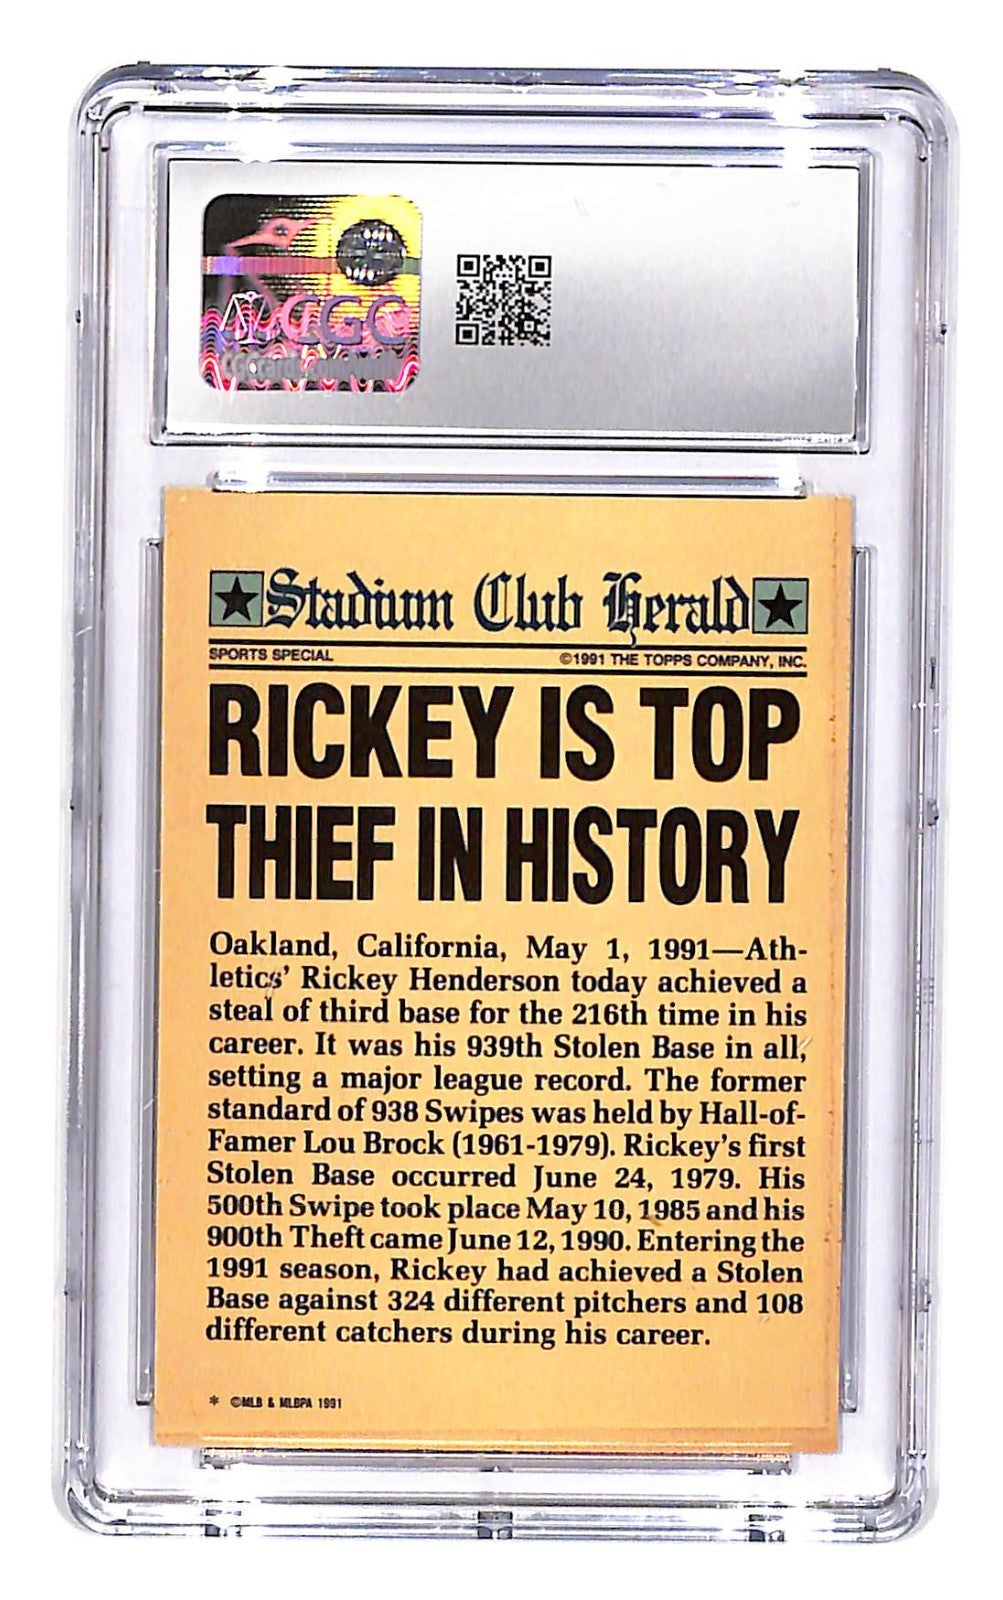 CGC
Stadium Club Herald
SPORTS SPECIAL ©1991 THE TOPPS COMPANY, INC.
RICKEY IS TOP
THIEF IN HISTORY
Oakland, California, May 1, 1991—Ath-
letics' Rickey Henderson today achieved a
steal of third base for the 216th time in his
career. It was his 939th Stolen Base in all,
setting a major league record. The former
standard of 938 Swipes was held by Hall-of-
Famer Lou Brock (1961-1979). Rickey's first
Stolen Base occurred June 24, 1979. His
500th Swipe took place May 10, 1985 and his
900th Theft came June 12, 1990. Entering the
1991 season, Rickey had achieved a Stolen
Base against 324 different pitchers and 108
different catchers during his career.
* ©MLB & MLBPA 1991